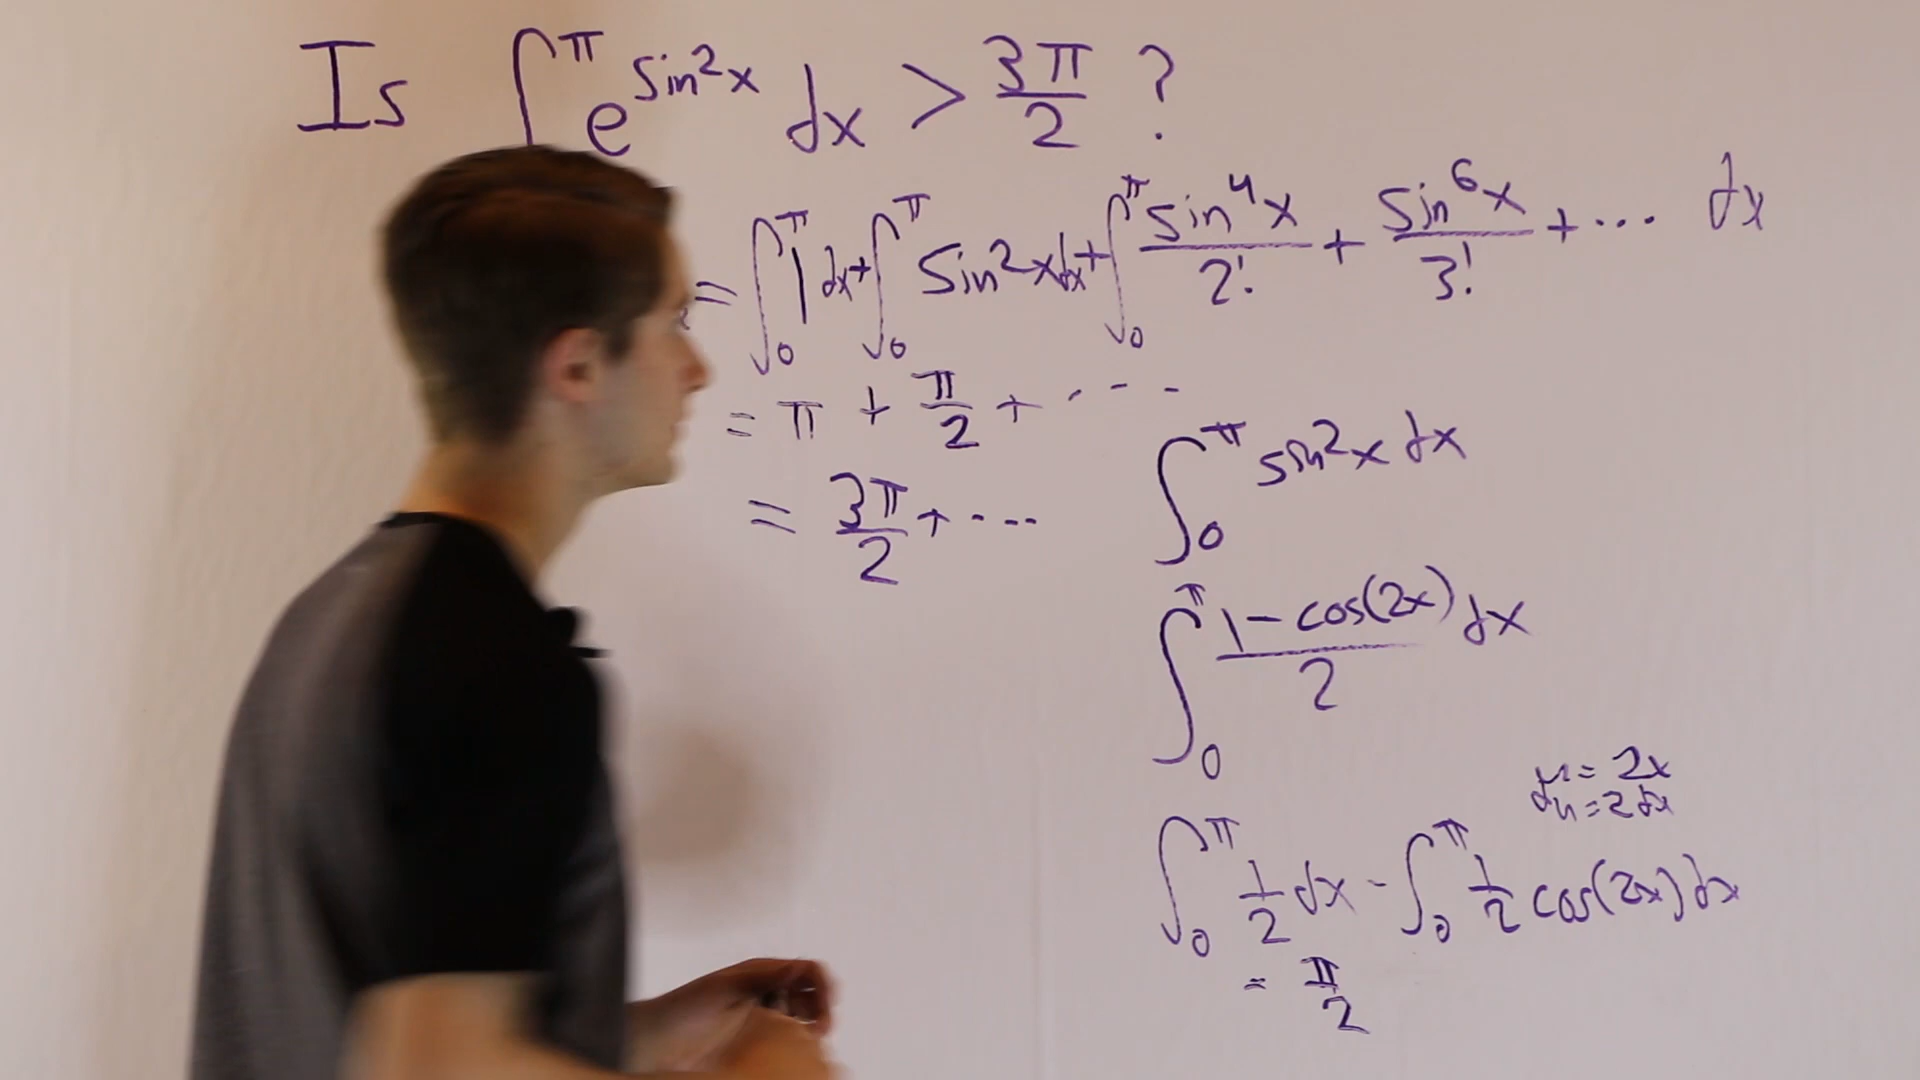 Is ∫^π e^(sin²x) dx > 3π/2 ?
= ∫₀^π 1 dx + ∫₀^π sin²x dx + ∫₀^π sin⁴x/2! + sin⁶x/3! + ... dx
= π + π/2 + ....
= 3π/2 + ....
∫₀^π sin²x dx
∫₀^π (1 - cos(2x))/2 dx
u = 2x
du = 2dx
∫₀^π 1/2 dx - ∫₀^π 1/2 cos(2x) dx
= π/2